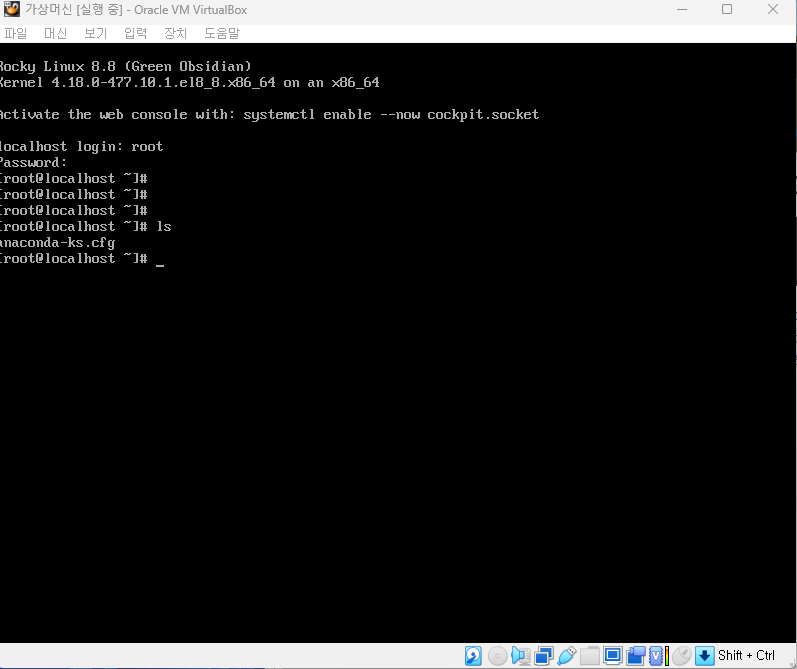 가상머신 [실행 중] - Oracle VM VirtualBox
파일 머신 보기 입력 장치 도움말
Rocky Linux 8.8 (Green Obsidian)
Kernel 4.18.0-477.10.1.el8_8.x86_64 on an x86_64
Activate the web console with: systemctl enable --now cockpit.socket
localhost login: root
Password:
[root@localhost ~]#
[root@localhost ~]#
[root@localhost ~]#
[root@localhost ~]# ls
anaconda-ks.cfg
[root@localhost ~]# _
Shift + Ctrl